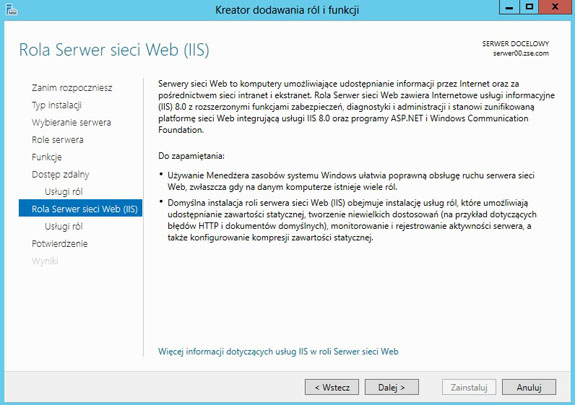 Kreator dodawania ról i funkcji
Rola Serwer sieci Web (IIS)
SERWER DOCELOWY
serwer00.zse.com
Zanim rozpoczniesz
Typ instalacji
Wybieranie serwera
Role serwera
Funkcje
Dostęp zdalny
Usługi ról
Rola Serwer sieci Web (IIS)
Usługi ról
Potwierdzenie
Wyniki
Serwery sieci Web to komputery umożliwiające udostępnianie informacji przez Internet oraz za
pośrednictwem sieci intranet i ekstranet. Rola Serwer sieci Web zawiera Internetowe usługi informacyjne
(IIS) 8.0 z rozszerzonymi funkcjami zabezpieczeń, diagnostyki i administracji i stanowi zunifikowaną
platformę sieci Web integrującą usługi IIS 8.0 oraz programy ASP.NET i Windows Communication
Foundation.
Do zapamiętania:
• Używanie Menedżera zasobów systemu Windows ułatwia poprawną obsługę ruchu serwera sieci
Web, zwłaszcza gdy na danym komputerze istnieje wiele ról.
• Domyślna instalacja roli serwera sieci Web (IIS) obejmuje instalację usług ról, które umożliwiają
udostępnianie zawartości statycznej, tworzenie niewielkich dostosowań (na przykład dotyczących
błędów HTTP i dokumentów domyślnych), monitorowanie i rejestrowanie aktywności serwera, a
także konfigurowanie kompresji zawartości statycznej.
Więcej informacji dotyczących usług IIS w roli Serwer sieci Web
< Wstecz
Dalej >
Zainstaluj
Anuluj